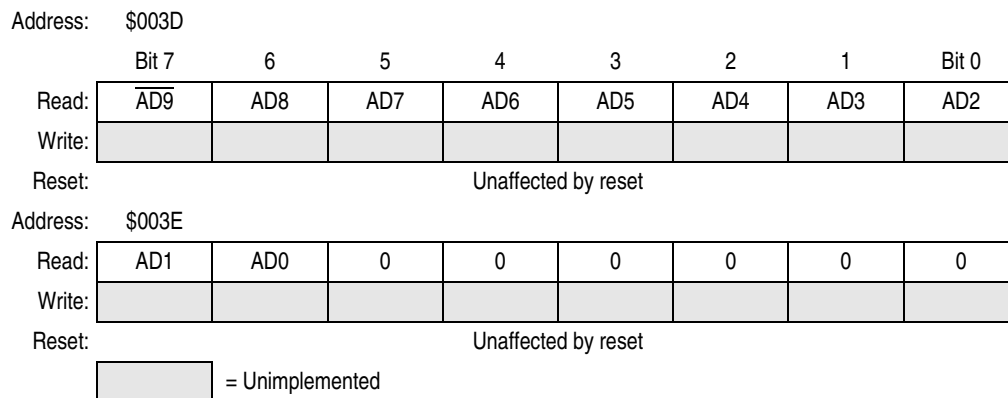 Address: $003D
Bit 7 6 5 4 3 2 1 Bit 0
Read: A̅D̅9̅ AD8 AD7 AD6 AD5 AD4 AD3 AD2
Write:
Reset: Unaffected by reset
Address: $003E
Read: AD1 AD0 0 0 0 0 0 0
Write:
Reset: Unaffected by reset
= Unimplemented